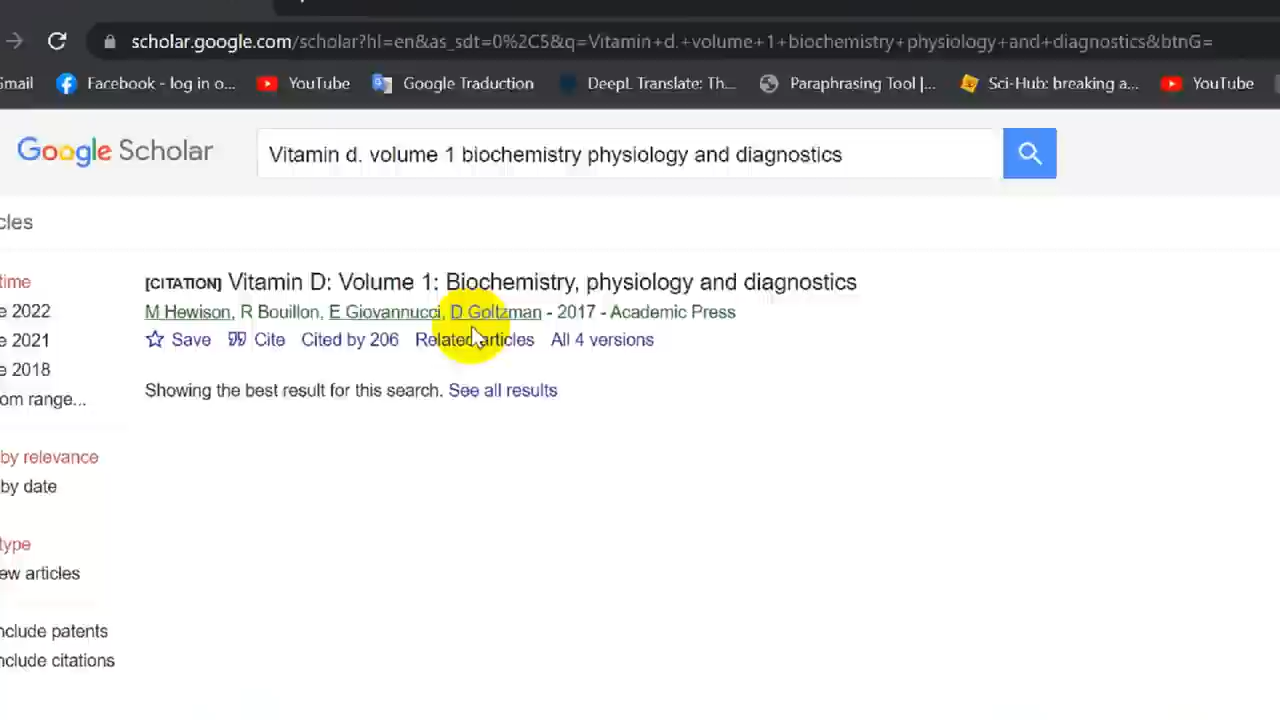 scholar.google.com/scholar?hl=en&as_sdt=0%2C5&q=Vitamin+d.+volume+1+biochemistry+physiology+and+diagnostics&btnG=
Gmail Facebook - log in o... YouTube Google Traduction DeepL Translate: Th... Paraphrasing Tool |... Sci-Hub: breaking a... YouTube
Google Scholar Vitamin d. volume 1 biochemistry physiology and diagnostics
cles
time
[CITATION] Vitamin D: Volume 1: Biochemistry, physiology and diagnostics
e 2022
M Hewison, R Bouillon, E Giovannucci, D Goltzman - 2017 - Academic Press
e 2021
Save Cite Cited by 206 Related articles All 4 versions
e 2018
om range...
Showing the best result for this search. See all results
by relevance
by date
type
ew articles
nclude patents
nclude citations